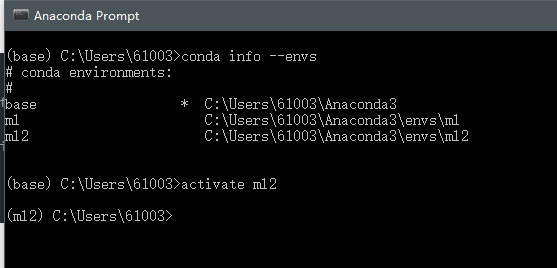 Anaconda Prompt
(base) C:\Users\61003>conda info --envs
# conda environments:
#
base                  *  C:\Users\61003\Anaconda3
ml                       C:\Users\61003\Anaconda3\envs\ml
ml2                      C:\Users\61003\Anaconda3\envs\ml2
(base) C:\Users\61003>activate ml2
(ml2) C:\Users\61003>